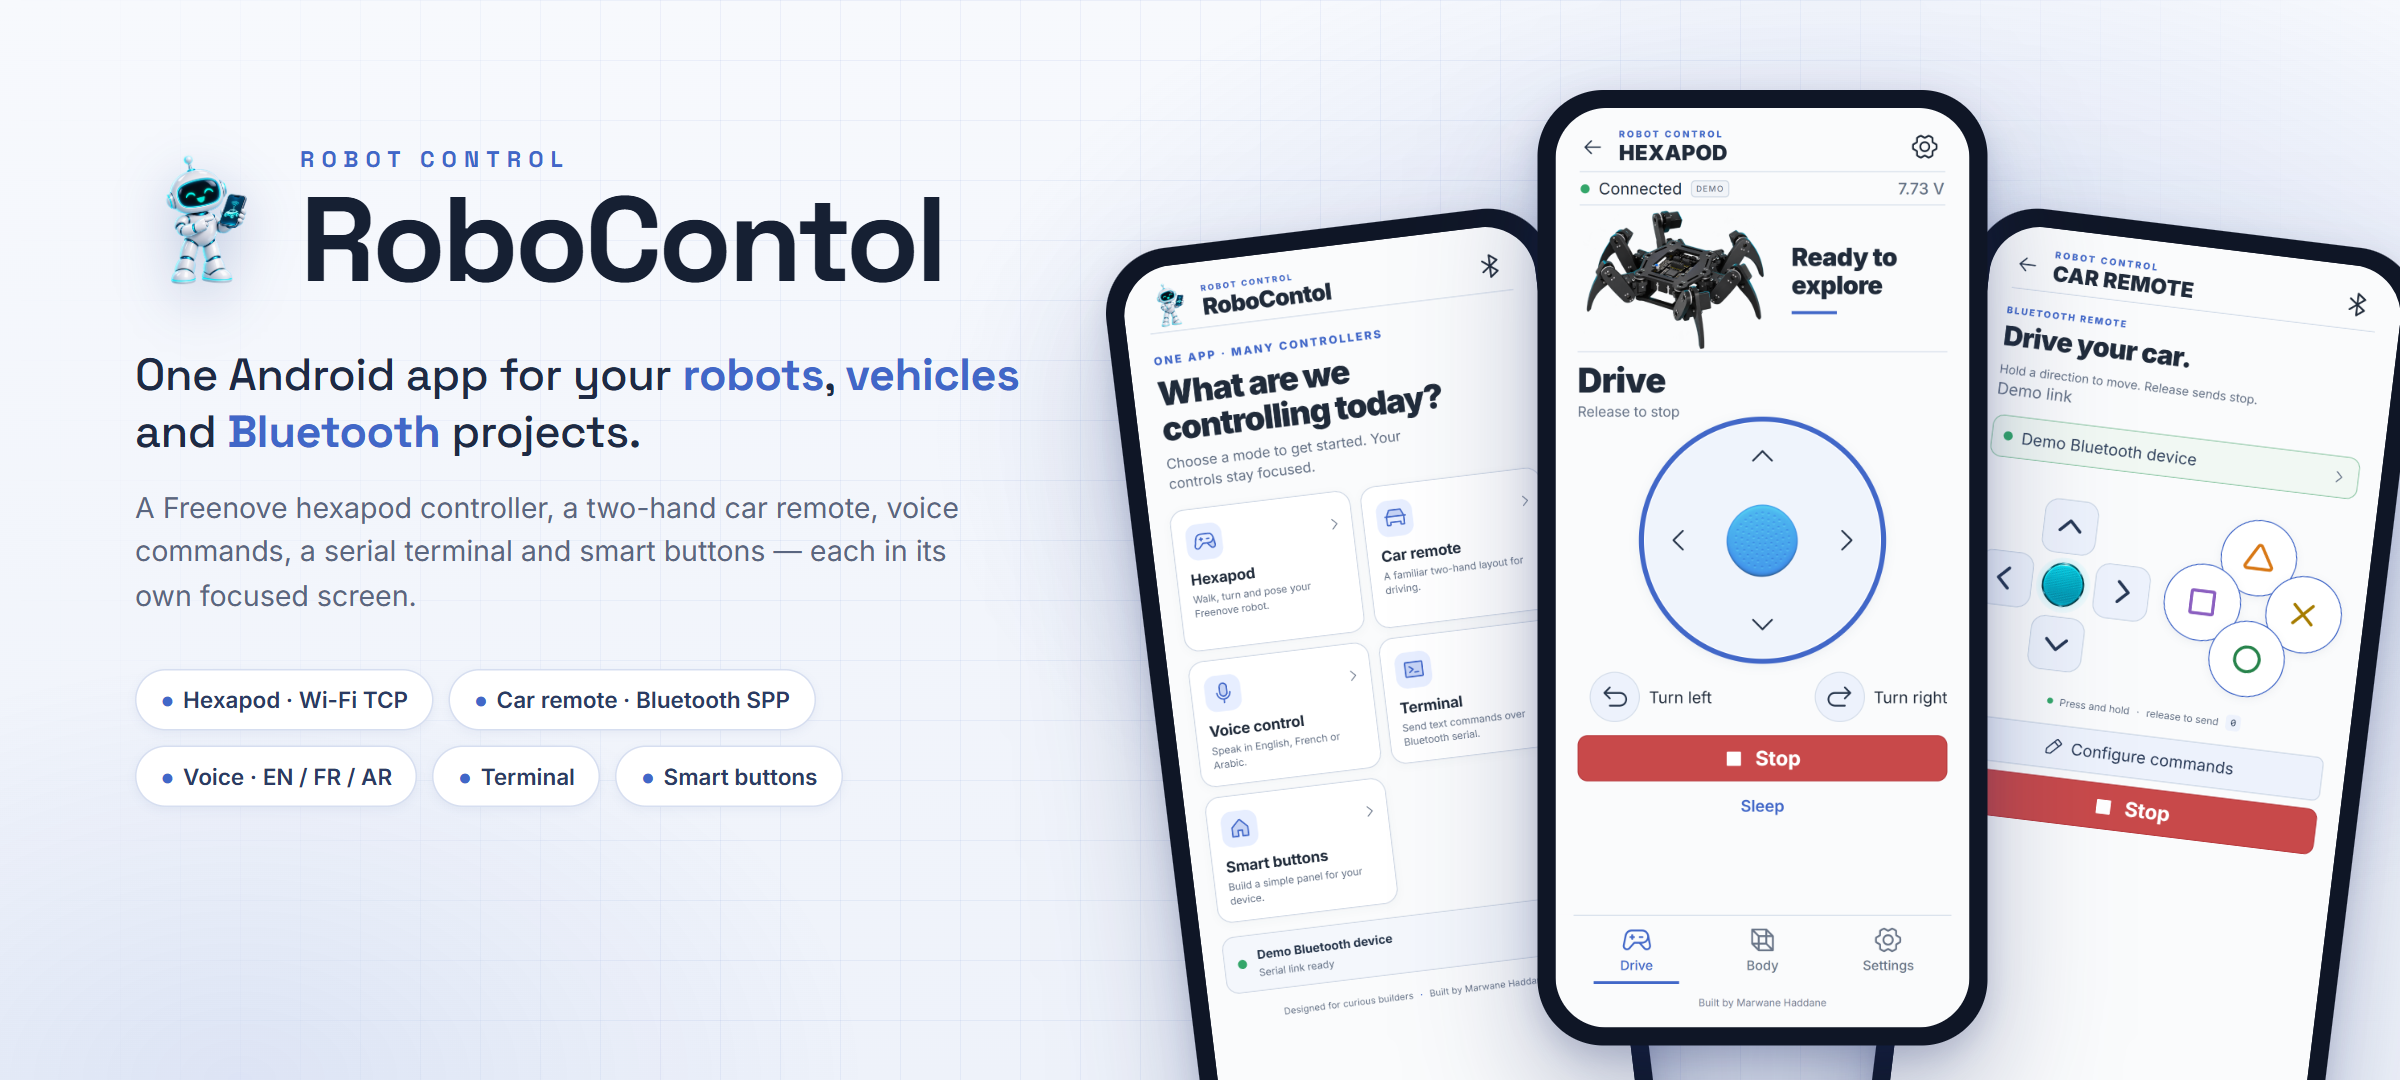 ROBOT CONTROL
RoboContol
One Android app for your robots, vehicles
and Bluetooth projects.
A Freenove hexapod controller, a two-hand car remote, voice
commands, a serial terminal and smart buttons — each in its
own focused screen.
Hexapod · Wi-Fi TCP
Car remote · Bluetooth SPP
Voice · EN / FR / AR
Terminal
Smart buttons
ROBOT CONTROL
RoboContol
ONE APP · MANY CONTROLLERS
What are we
controlling today?
Choose a mode to get started. Your
controls stay focused.
Hexapod
Walk, turn and pose your
Freenove robot.
Car remote
A familiar two-hand layout for
driving.
Voice control
Speak in English, French or
Arabic.
Terminal
Send text commands over
Bluetooth serial.
Smart buttons
Build a simple panel for your
device.
Demo Bluetooth device
Serial link ready
Designed for curious builders · Built by Marwane
ROBOT CONTROL
HEXAPOD
Connected DEMO 7.73 V
Ready to
explore
Drive
Release to stop
Turn left
Turn right
Stop
Sleep
Drive
Body
Settings
Built by Marwane Haddane
ROBOT CONTROL
CAR REMOTE
BLUETOOTH REMOTE
Drive your car.
Hold a direction to move. Release sends stop.
Demo link
Demo Bluetooth device
Press and hold · release to send 0
Configure commands
Stop